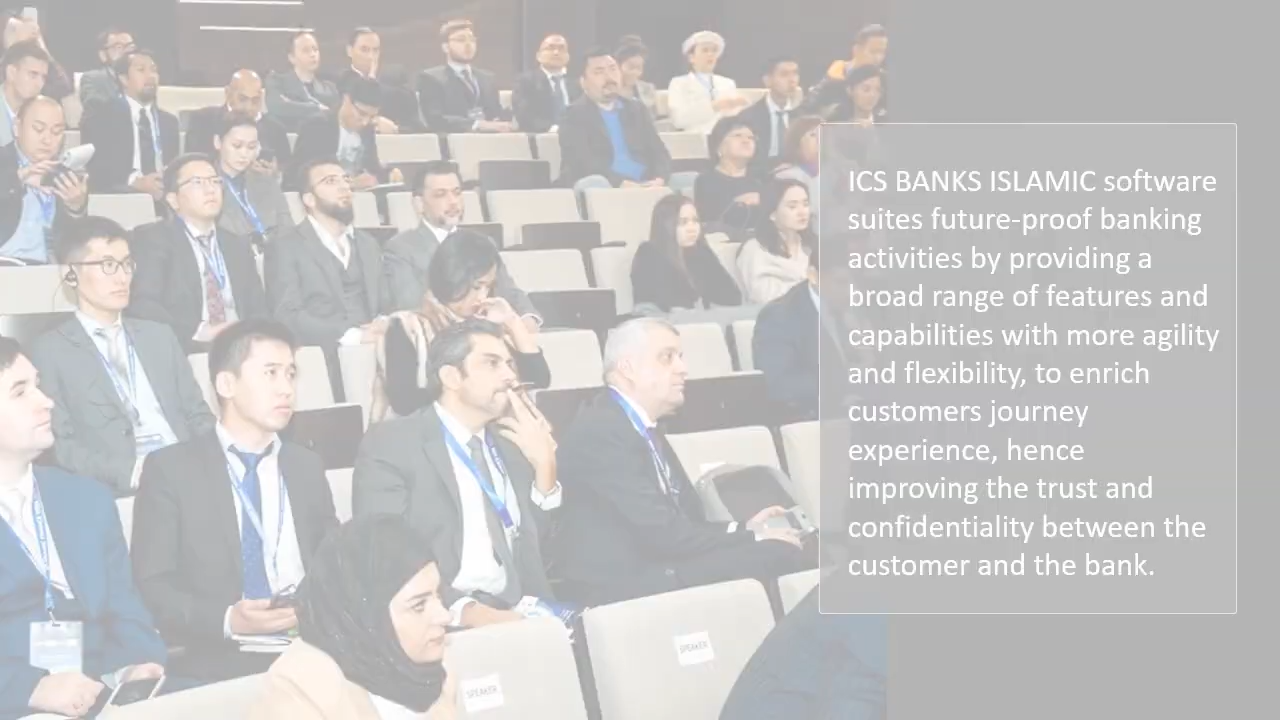 ICS BANKS ISLAMIC software
suites future-proof banking
activities by providing a
broad range of features and
capabilities with more agility
and flexibility, to enrich
customers journey
experience, hence
improving the trust and
confidentiality between the
customer and the bank.
SPEAKER
SPEAKER